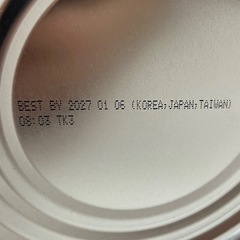 BEST BY 2027 01 06 (KOREA,JAPAN,TAIWAN)
08:03 TK3